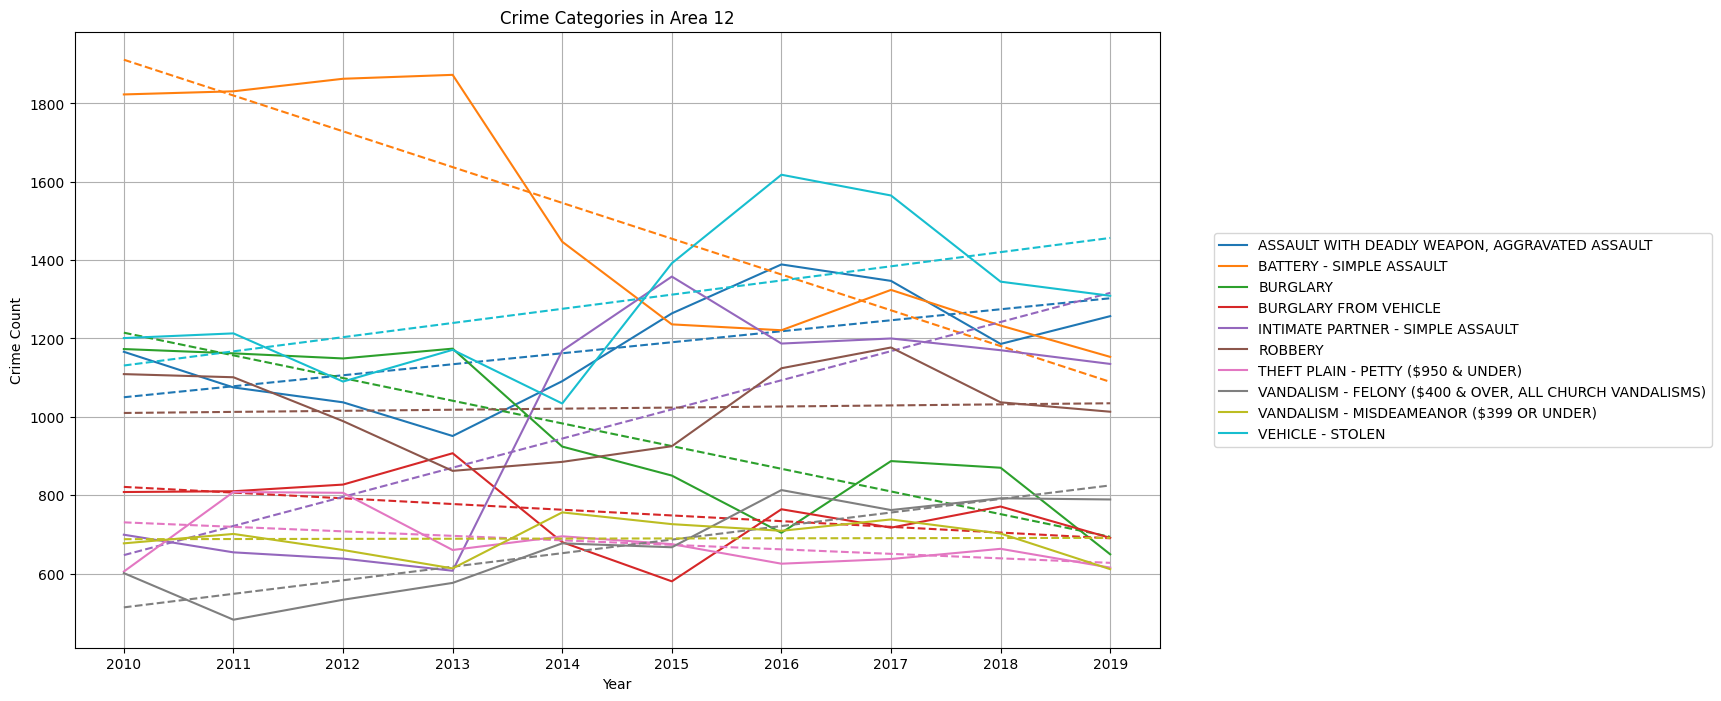 Crime Categories in Area 12
Crime Count
1800
1600
1400
1200
1000
800
600
2010 2011 2012 2013 2014 2015 2016 2017 2018 2019
Year
ASSAULT WITH DEADLY WEAPON, AGGRAVATED ASSAULT
BATTERY - SIMPLE ASSAULT
BURGLARY
BURGLARY FROM VEHICLE
INTIMATE PARTNER - SIMPLE ASSAULT
ROBBERY
THEFT PLAIN - PETTY ($950 & UNDER)
VANDALISM - FELONY ($400 & OVER, ALL CHURCH VANDALISMS)
VANDALISM - MISDEAMEANOR ($399 OR UNDER)
VEHICLE - STOLEN